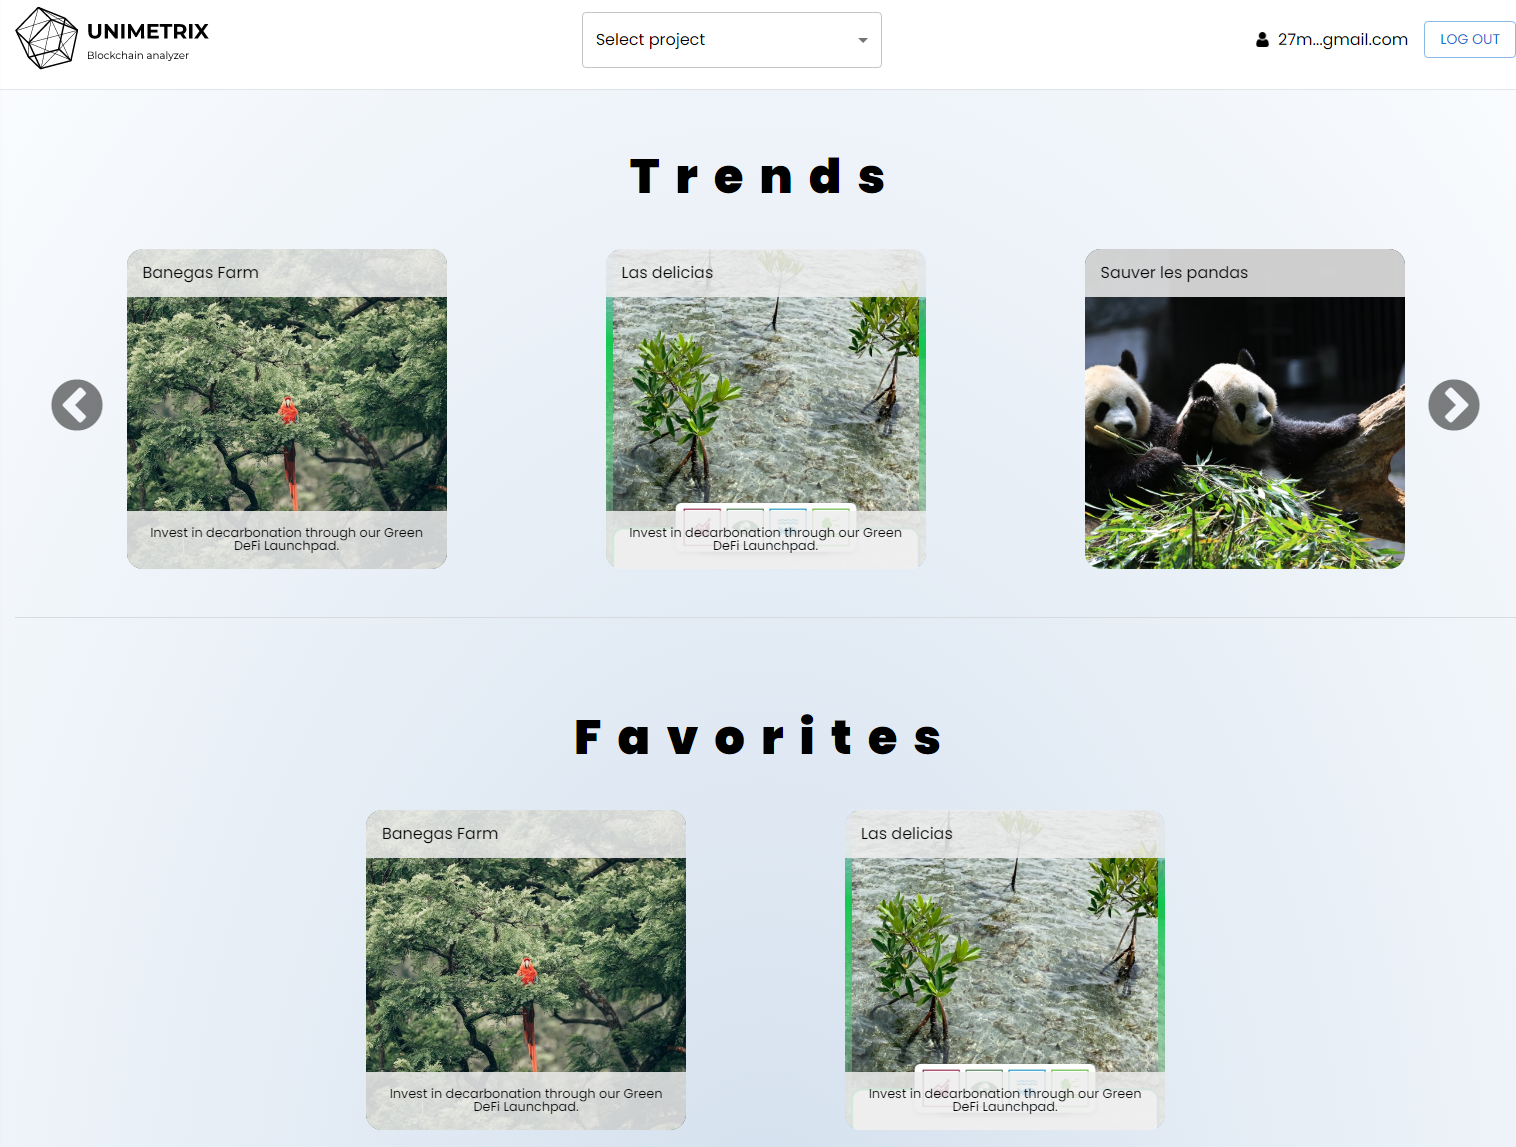 UNIMETRIX
Blockchain analyzer
Select project
27m...gmail.com
LOG OUT
Trends
Banegas Farm
Las delicias
Sauver les pandas
Invest in decarbonation through our Green
DeFi Launchpad.
Invest in decarbonation through our Green
DeFi Launchpad.
Favorites
Banegas Farm
Las delicias
Invest in decarbonation through our Green
DeFi Launchpad.
Invest in decarbonation through our Green
DeFi Launchpad.